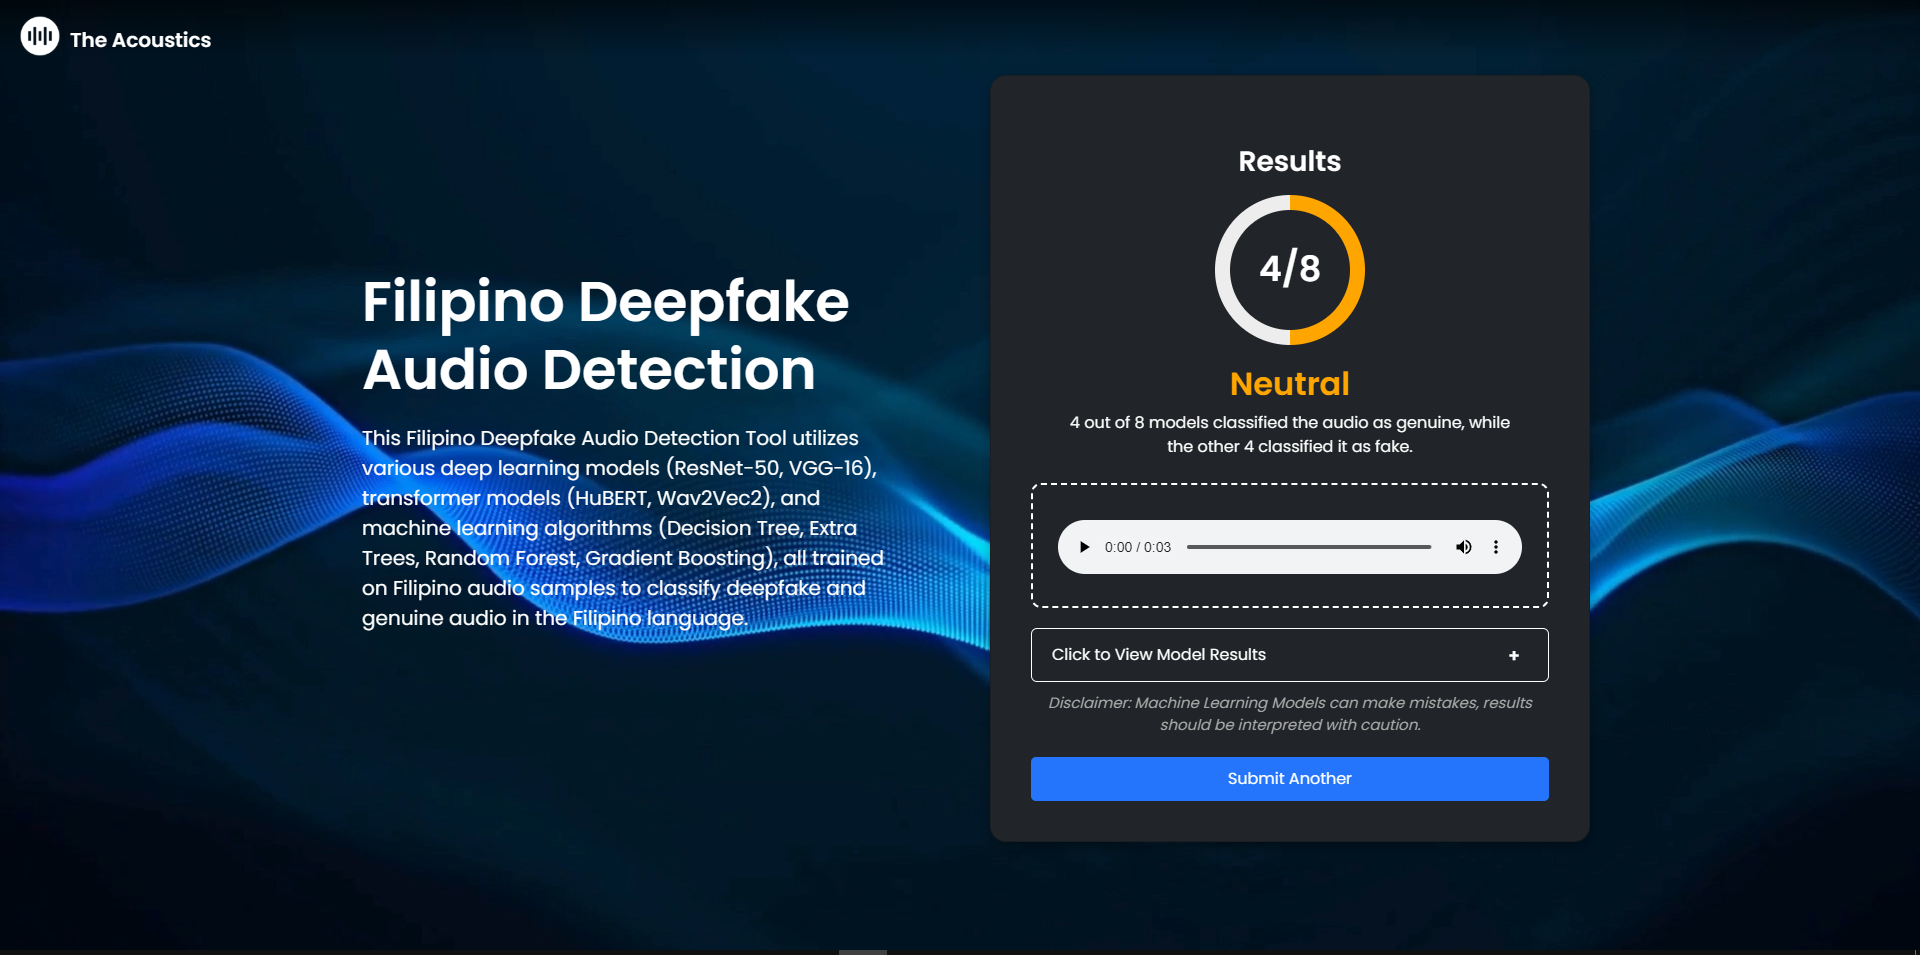 The Acoustics
Filipino Deepfake
Audio Detection
This Filipino Deepfake Audio Detection Tool utilizes
various deep learning models (ResNet-50, VGG-16),
transformer models (HuBERT, Wav2Vec2), and
machine learning algorithms (Decision Tree, Extra
Trees, Random Forest, Gradient Boosting), all trained
on Filipino audio samples to classify deepfake and
genuine audio in the Filipino language.
Results
4/8
Neutral
4 out of 8 models classified the audio as genuine, while
the other 4 classified it as fake.
0:00 / 0:03
Click to View Model Results +
Disclaimer: Machine Learning Models can make mistakes, results
should be interpreted with caution.
Submit Another